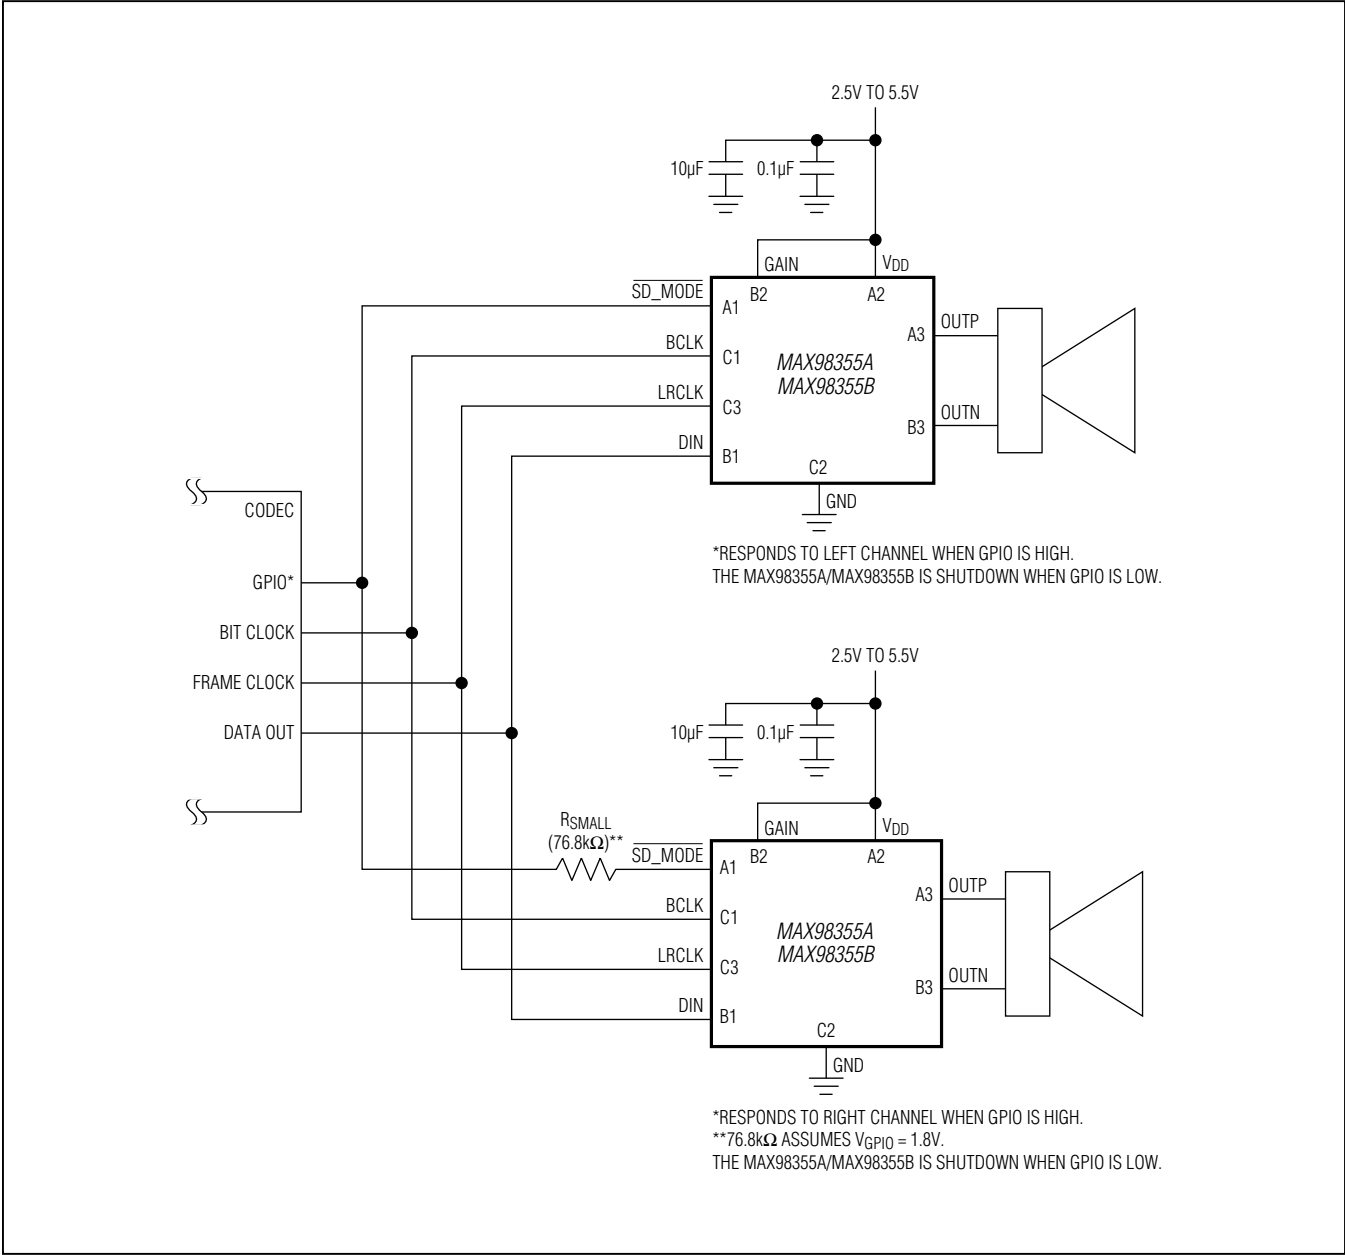 2.5V TO 5.5V
10µF
0.1µF
GAIN
VDD
SD_MODE
B2
A2
A1
OUTP
A3
BCLK
C1
MAX98355A
MAX98355B
LRCLK
C3
OUTN
B3
DIN
B1
C2
GND
CODEC
*RESPONDS TO LEFT CHANNEL WHEN GPIO IS HIGH.
THE MAX98355A/MAX98355B IS SHUTDOWN WHEN GPIO IS LOW.
GPIO*
BIT CLOCK
FRAME CLOCK
DATA OUT
2.5V TO 5.5V
10µF
0.1µF
RSMALL
(76.8kΩ)**
GAIN
VDD
SD_MODE
B2
A2
A1
OUTP
A3
BCLK
C1
MAX98355A
MAX98355B
LRCLK
C3
OUTN
B3
DIN
B1
C2
GND
*RESPONDS TO RIGHT CHANNEL WHEN GPIO IS HIGH.
**76.8kΩ ASSUMES VGPIO = 1.8V.
THE MAX98355A/MAX98355B IS SHUTDOWN WHEN GPIO IS LOW.